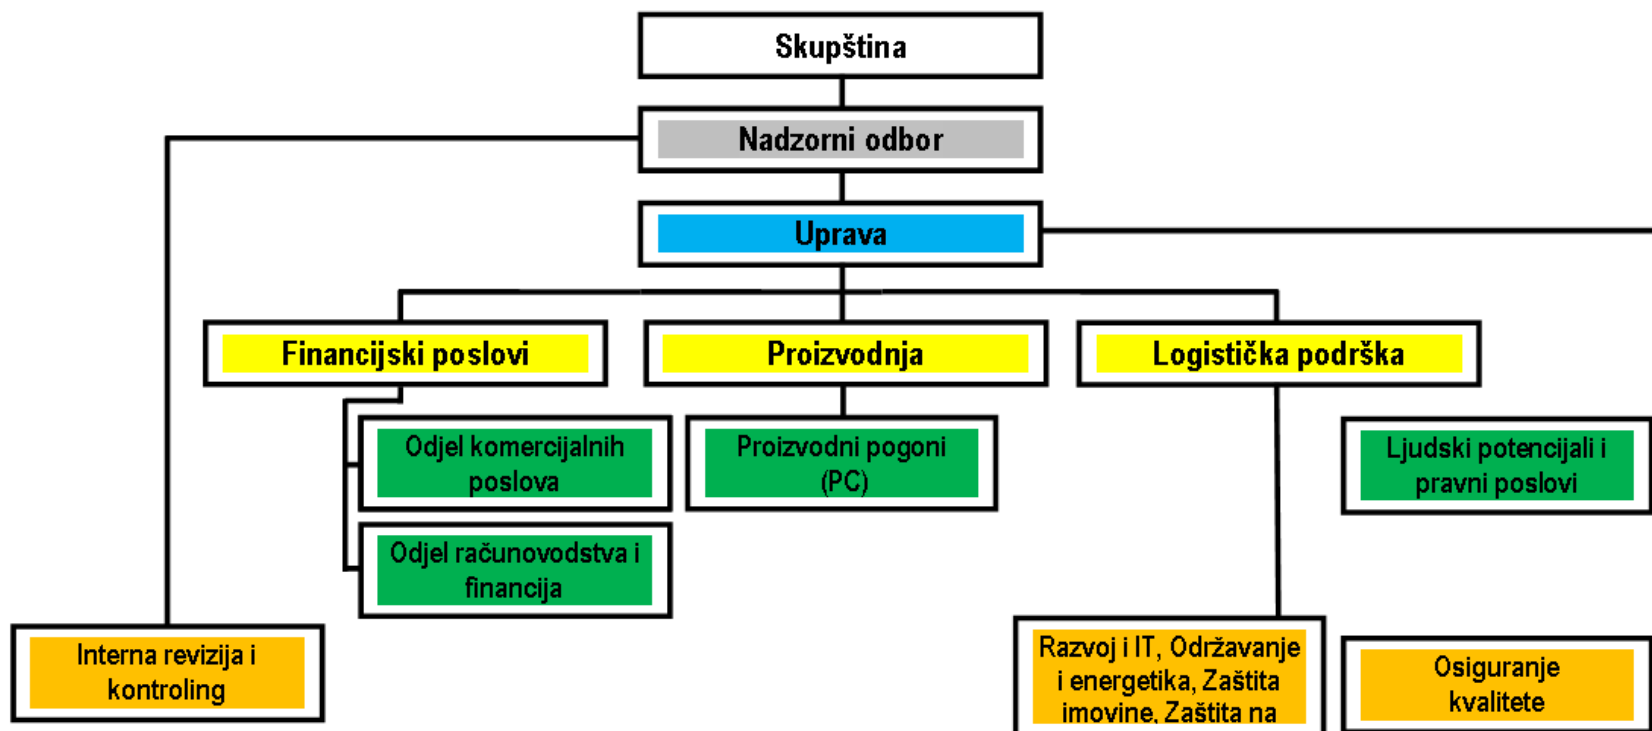 Skupština
Nadzorni odbor
Uprava
Financijski poslovi
Proizvodnja
Logistička podrška
Odjel komercijalnih
poslova
Proizvodni pogoni
(PC)
Ljudski potencijali i
pravni poslovi
Odjel računovodstva i
financija
Interna revizija i
kontroling
Razvoj i IT, Održavanje
i energetika, Zaštita
imovine, Zaštita na
Osiguranje
kvalitete